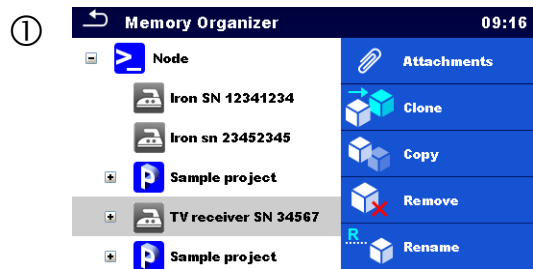 ①
Memory Organizer 09:16
Node
Attachments
Iron SN 12341234
Clone
Iron sn 23452345
Copy
Sample project
Remove
TV receiver SN 34567
R
Rename
Sample project